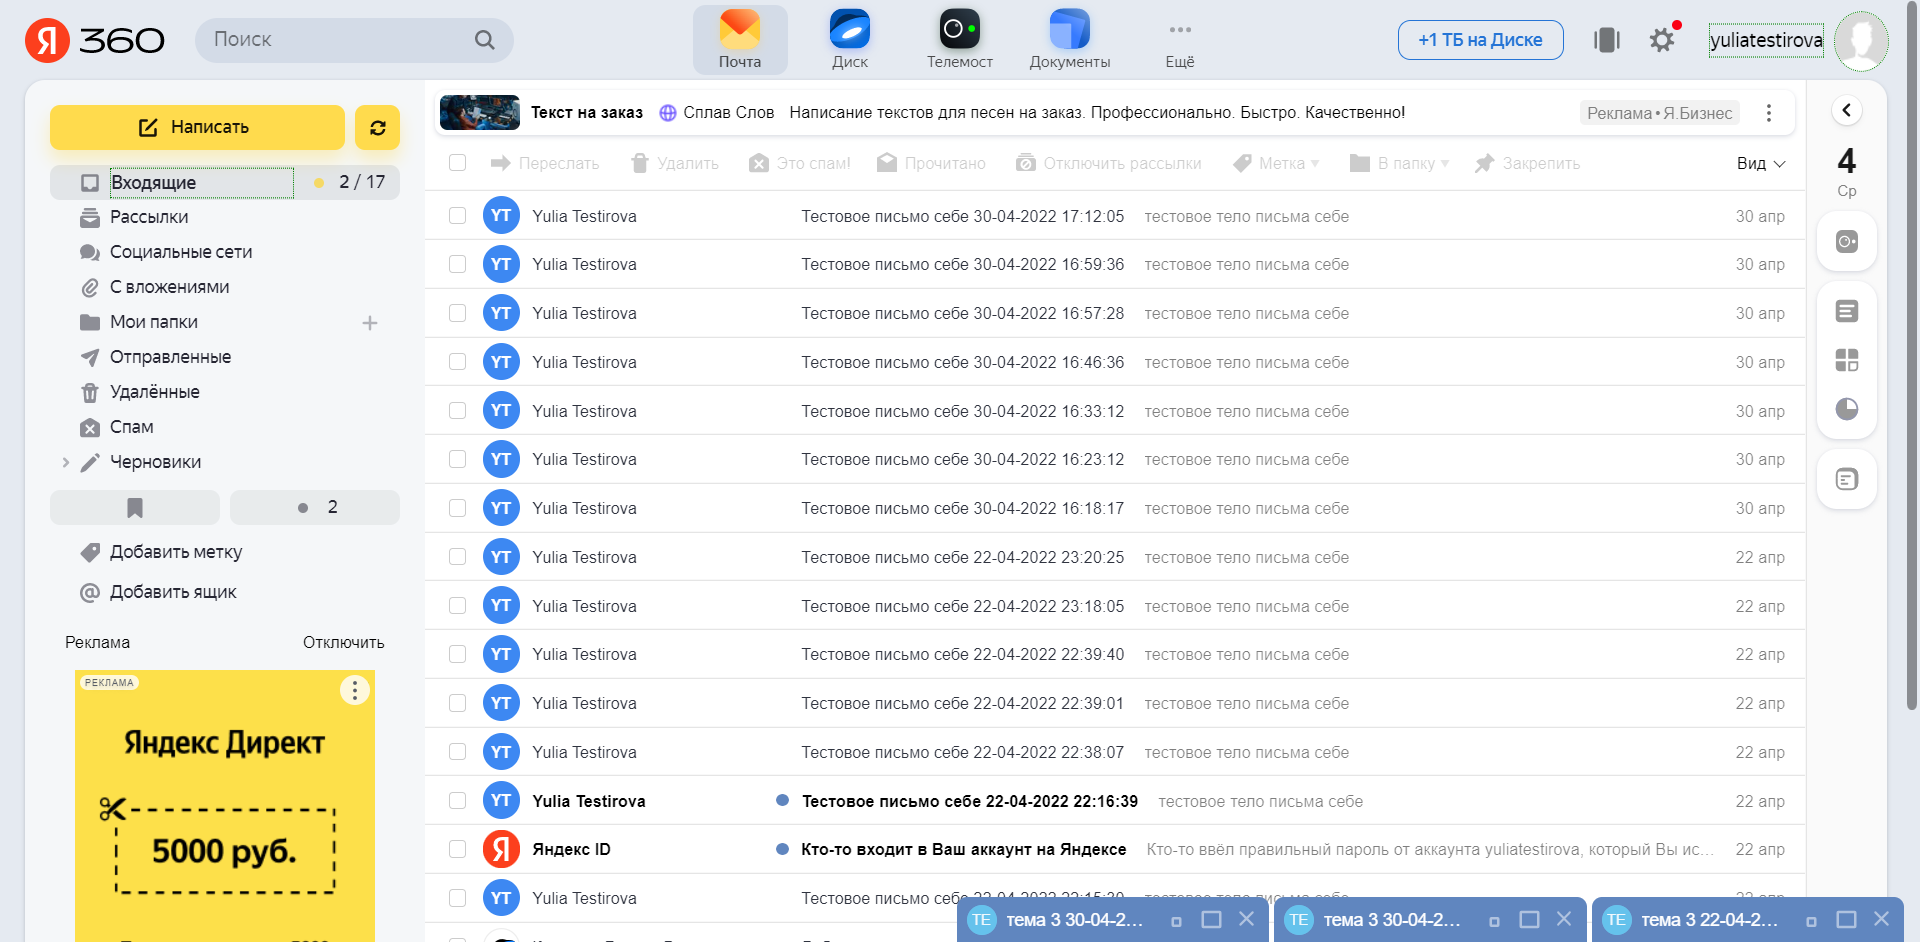 Я 360
Поиск
Почта
Диск
Телемост
Документы
Ещё
+1 ТБ на Диске
yuliatestirova
Написать
Входящие 2 / 17
Рассылки
Социальные сети
С вложениями
Мои папки
Отправленные
Удалённые
Спам
Черновики
2
Добавить метку
Добавить ящик
Реклама Отключить
РЕКЛАМА
Яндекс Директ
5000 руб.
Текст на заказ Сплав Слов Написание текстов для песен на заказ. Профессионально. Быстро. Качественно! Реклама • Я.Бизнес
Переслать Удалить Это спам! Прочитано Отключить рассылки Метка В папку Закрепить Вид
YT Yulia Testirova Тестовое письмо себе 30-04-2022 17:12:05 тестовое тело письма себе 30 апр
YT Yulia Testirova Тестовое письмо себе 30-04-2022 16:59:36 тестовое тело письма себе 30 апр
YT Yulia Testirova Тестовое письмо себе 30-04-2022 16:57:28 тестовое тело письма себе 30 апр
YT Yulia Testirova Тестовое письмо себе 30-04-2022 16:46:36 тестовое тело письма себе 30 апр
YT Yulia Testirova Тестовое письмо себе 30-04-2022 16:33:12 тестовое тело письма себе 30 апр
YT Yulia Testirova Тестовое письмо себе 30-04-2022 16:23:12 тестовое тело письма себе 30 апр
YT Yulia Testirova Тестовое письмо себе 30-04-2022 16:18:17 тестовое тело письма себе 30 апр
YT Yulia Testirova Тестовое письмо себе 22-04-2022 23:20:25 тестовое тело письма себе 22 апр
YT Yulia Testirova Тестовое письмо себе 22-04-2022 23:18:05 тестовое тело письма себе 22 апр
YT Yulia Testirova Тестовое письмо себе 22-04-2022 22:39:40 тестовое тело письма себе 22 апр
YT Yulia Testirova Тестовое письмо себе 22-04-2022 22:39:01 тестовое тело письма себе 22 апр
YT Yulia Testirova Тестовое письмо себе 22-04-2022 22:38:07 тестовое тело письма себе 22 апр
YT Yulia Testirova Тестовое письмо себе 22-04-2022 22:16:39 тестовое тело письма себе 22 апр
Я Яндекс ID Кто-то входит в Ваш аккаунт на Яндексе Кто-то ввёл правильный пароль от аккаунта yuliatestirova, который Вы ис... 22 апр
YT Yulia Testirova Тестовое письмо себе
TE тема 3 30-04-2...
TE тема 3 30-04-2...
TE тема 3 22-04-2...
4
Ср